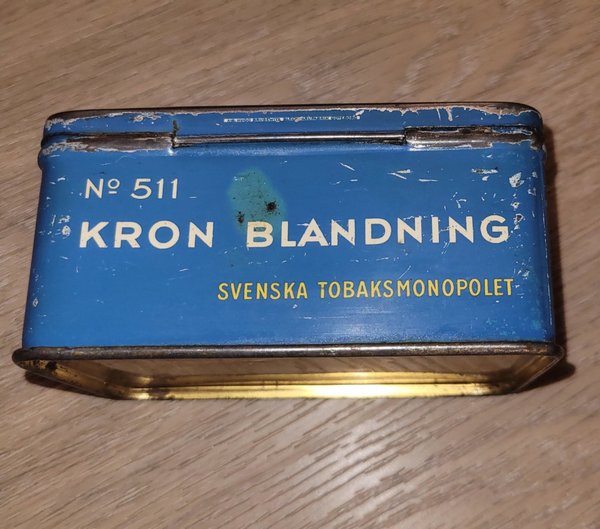 Nº 511
KRON BLANDNING
SVENSKA TOBAKSMONOPOLET